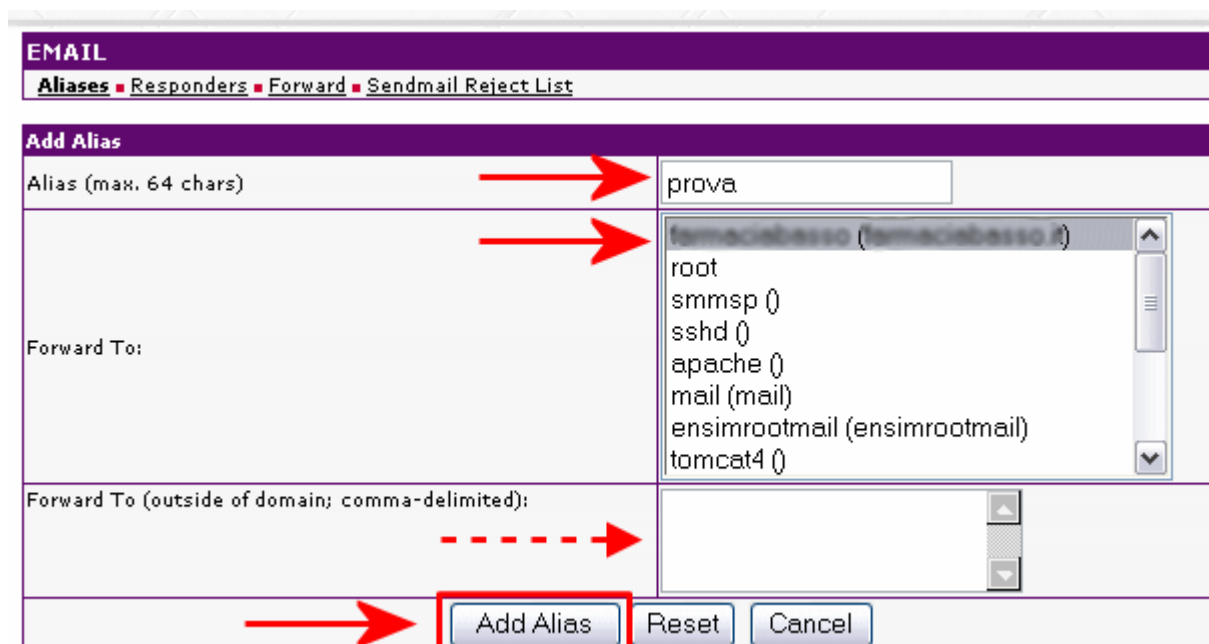 EMAIL
Aliases ▪ Responders ▪ Forward ▪ Sendmail Reject List
Add Alias
Alias (max. 64 chars)
prova
root
smmsp ()
sshd ()
apache ()
mail (mail)
ensimrootmail (ensimrootmail)
tomcat4 ()
Forward To:
Forward To (outside of domain; comma-delimited):
Add Alias Reset Cancel